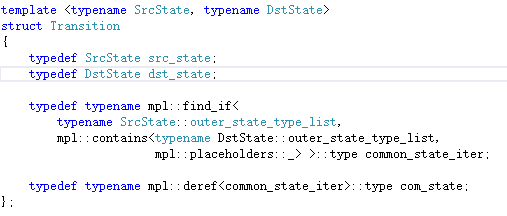 template <typename SrcState, typename DstState>
struct Transition
{
    typedef SrcState src_state;
    typedef DstState dst_state;

    typedef typename mpl::find_if<
        typename SrcState::outer_state_type_list,
        mpl::contains<typename DstState::outer_state_type_list,
                      mpl::placeholders::_> >::type common_state_iter;

    typedef typename mpl::deref<common_state_iter>::type com_state;
};